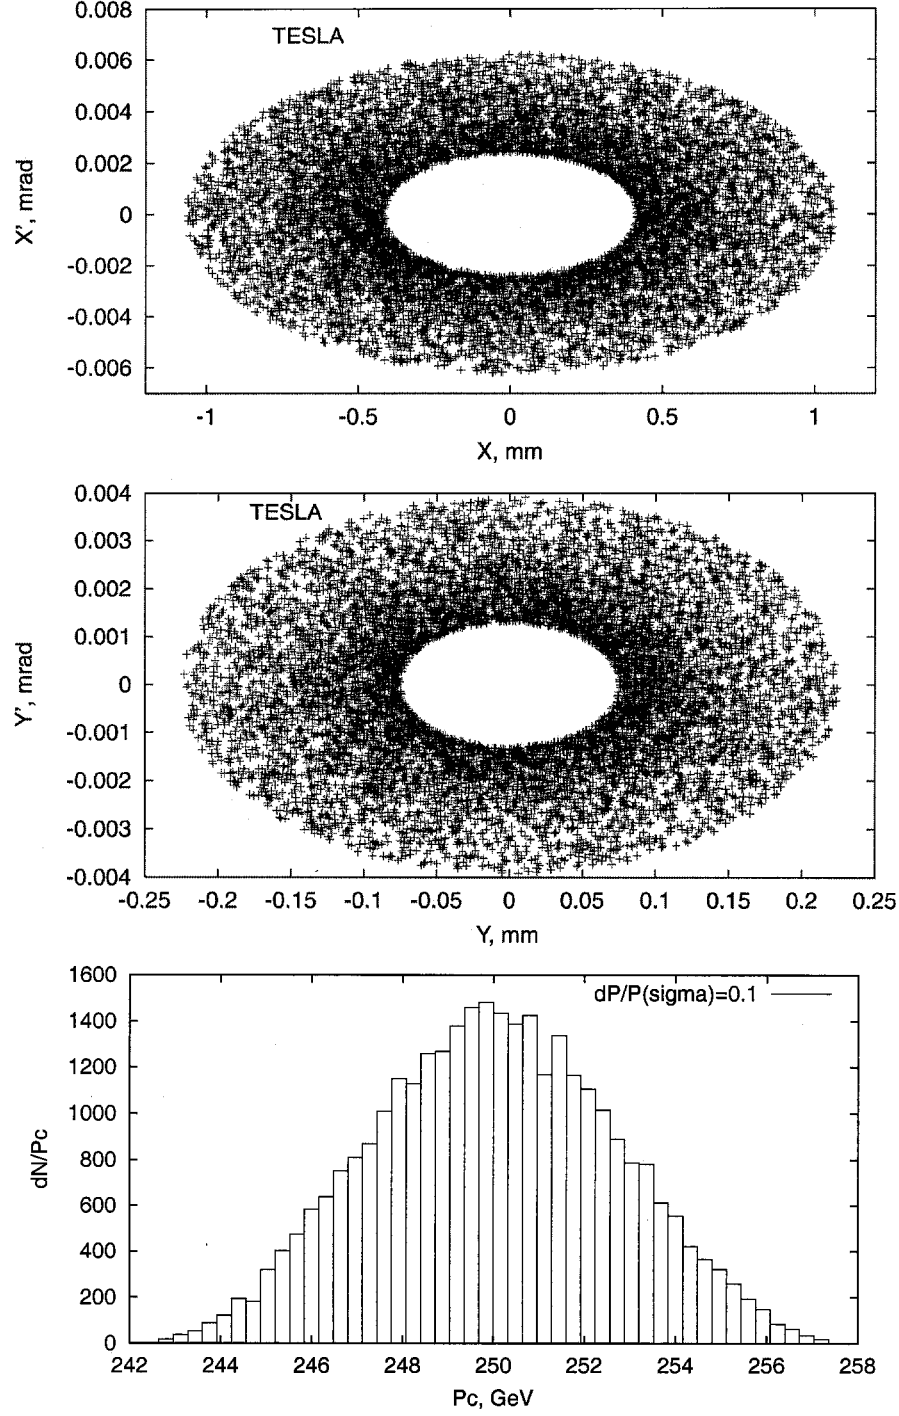 0.008
TESLA
0.006
0.004
0.002
0
-0.002
-0.004
-0.006
X', mrad
-1 -0.5 0 0.5 1
X, mm
0.004
TESLA
0.003
0.002
0.001
0
-0.001
-0.002
-0.003
-0.004
Y', mrad
-0.25 -0.2 -0.15 -0.1 -0.05 0 0.05 0.1 0.15 0.2 0.25
Y, mm
1600
dP/P(sigma)=0.1
1400
1200
1000
800
600
400
200
0
dN/Pc
242 244 246 248 250 252 254 256 258
Pc, GeV